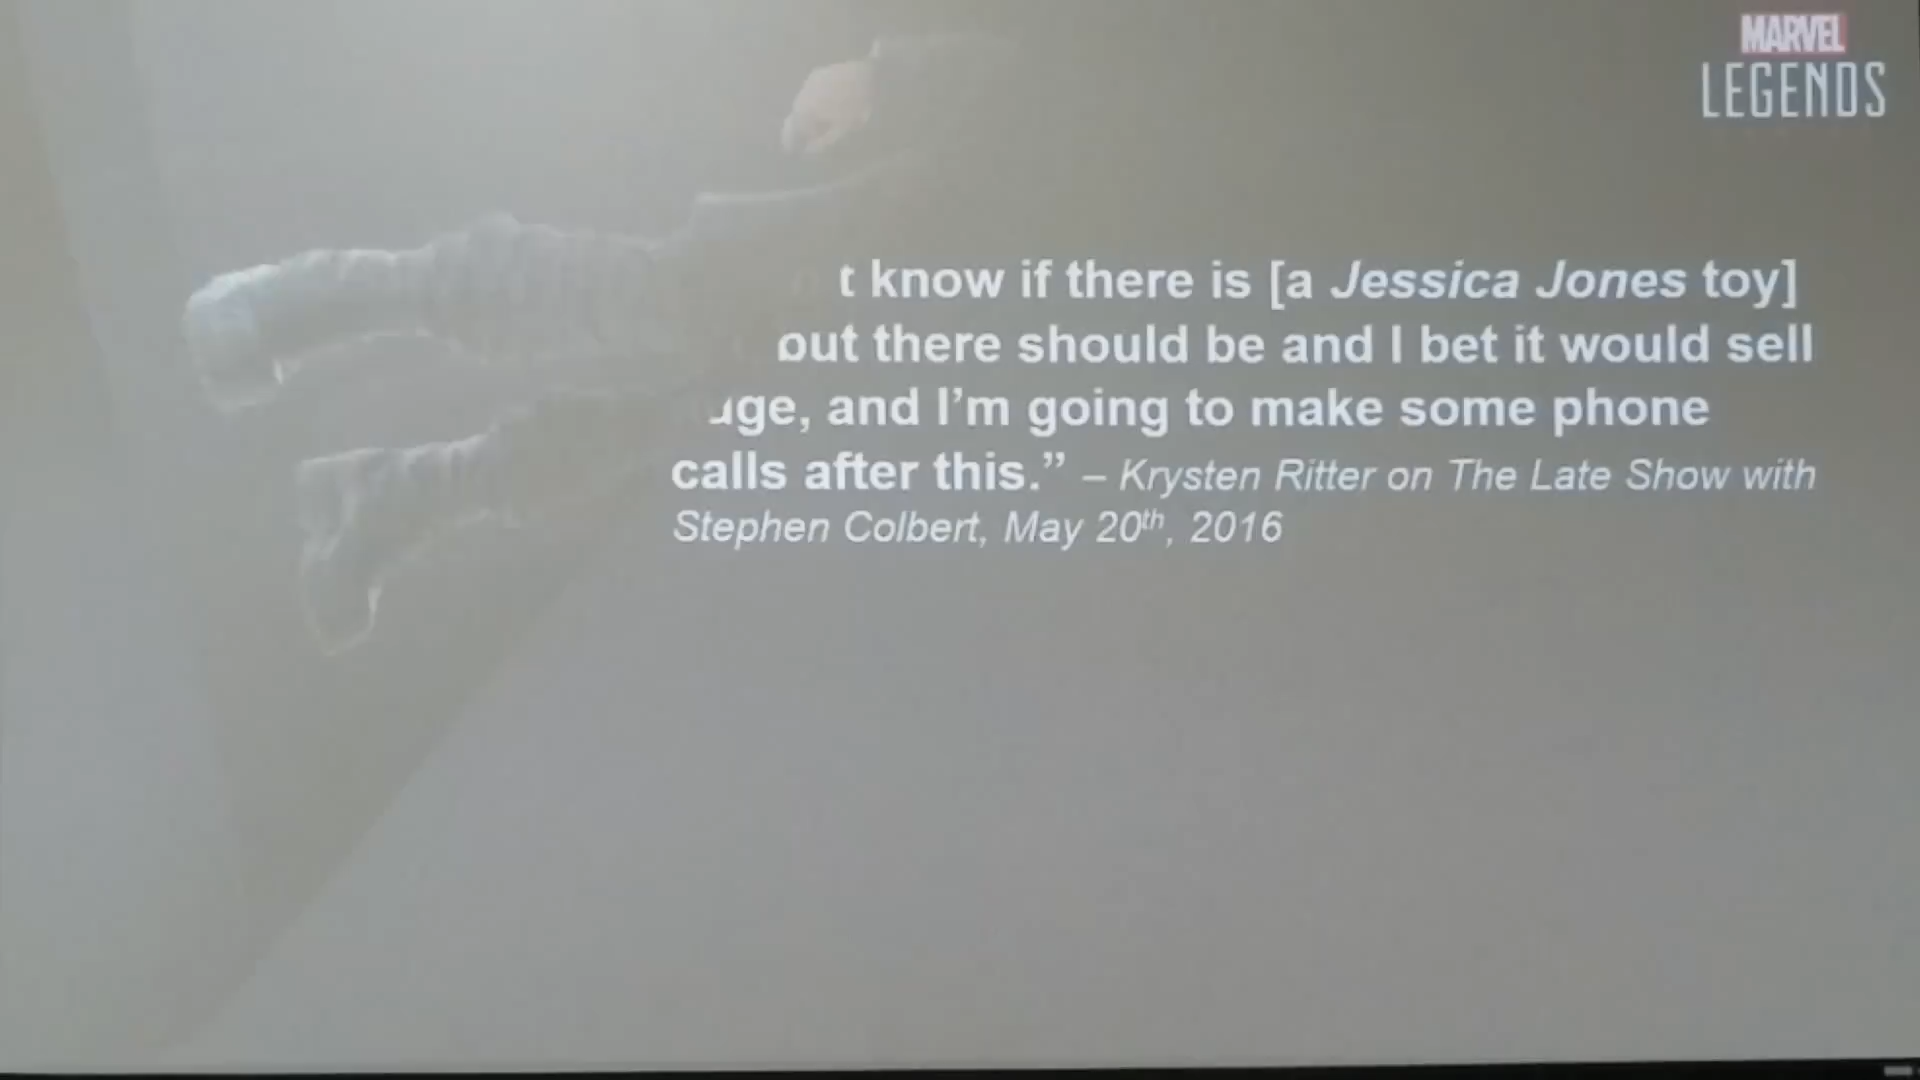 MARVEL
LEGENDS
t know if there is [a Jessica Jones toy]
but there should be and I bet it would sell
and I'm going to make some phone
calls after this.” – Krysten Ritter on The Late Show with
Stephen Colbert, May 20th, 2016